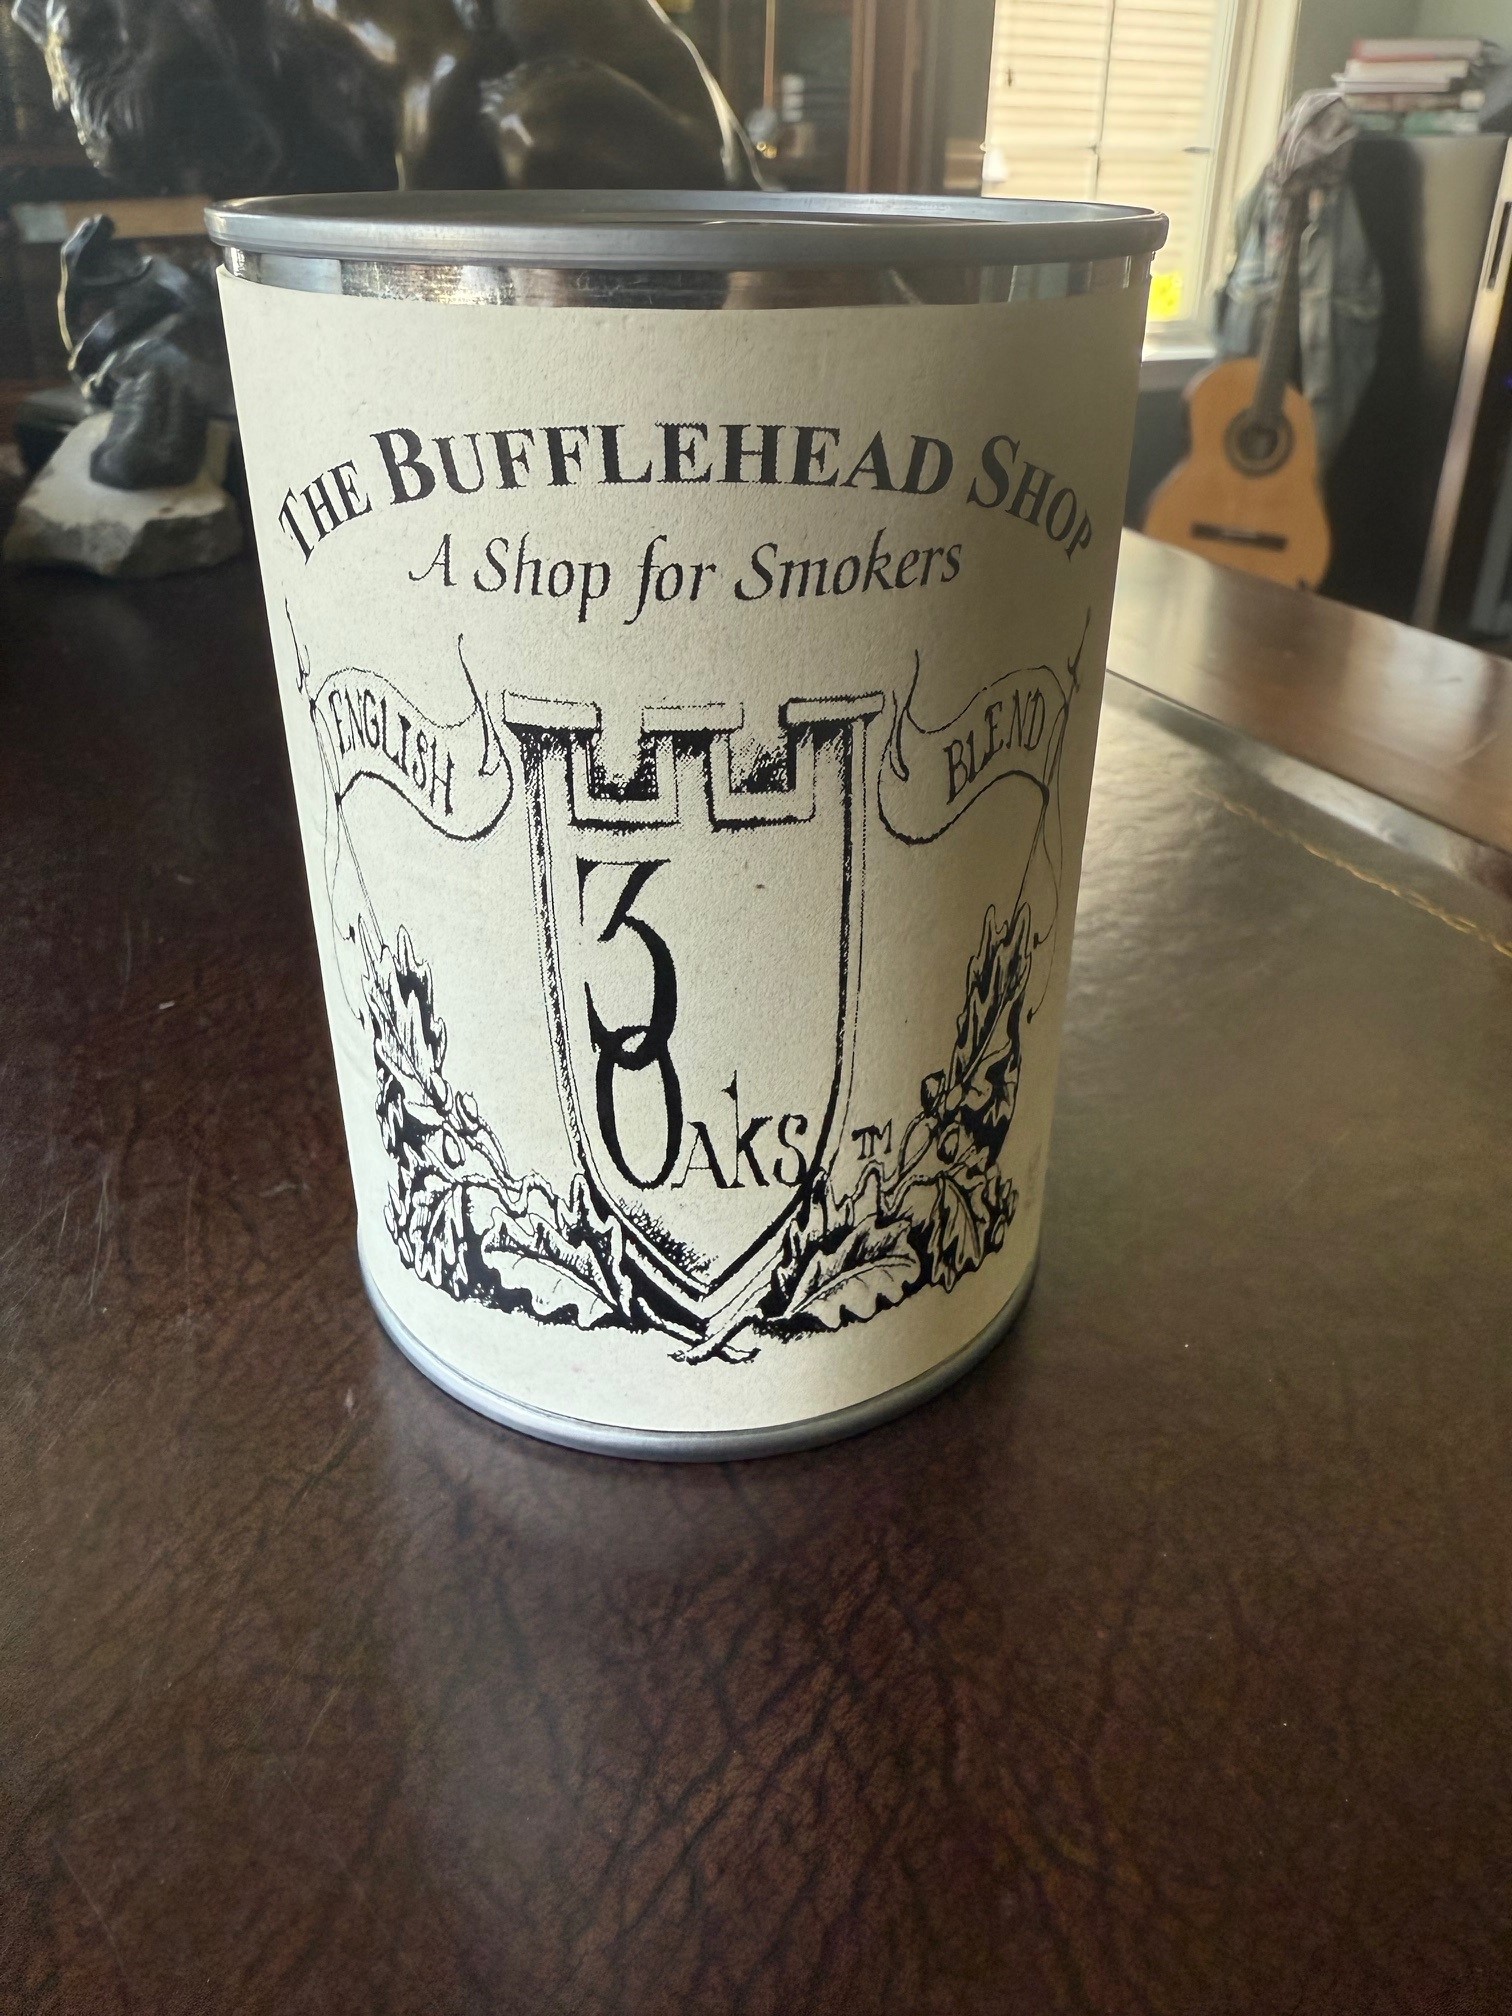 THE BUFFLEHEAD SHOP
A Shop for Smokers
ENGLISH BLEND
3
OAKS TM